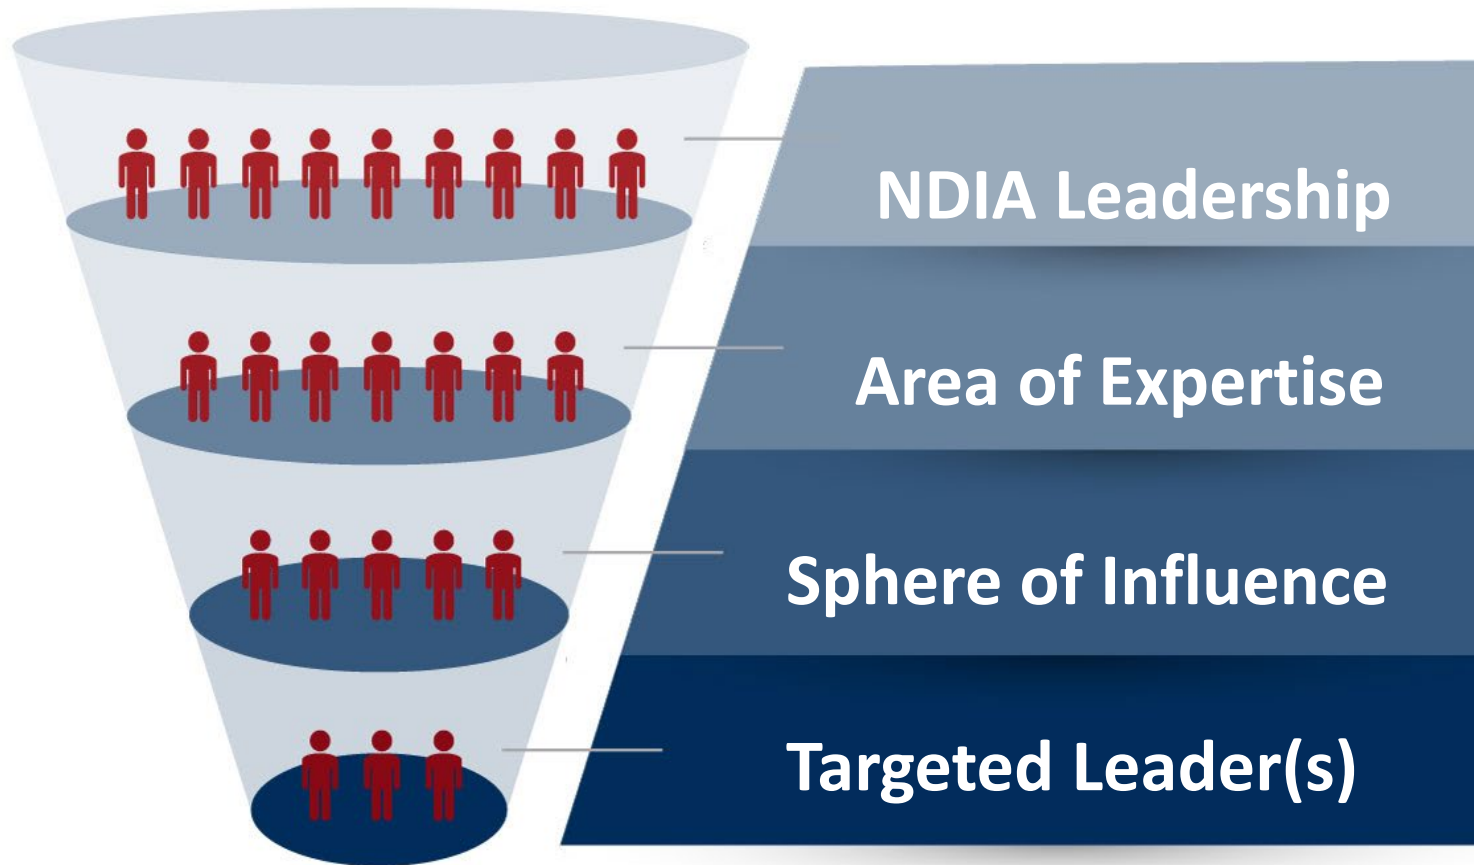 NDIA Leadership
Area of Expertise
Sphere of Influence
Targeted Leader(s)